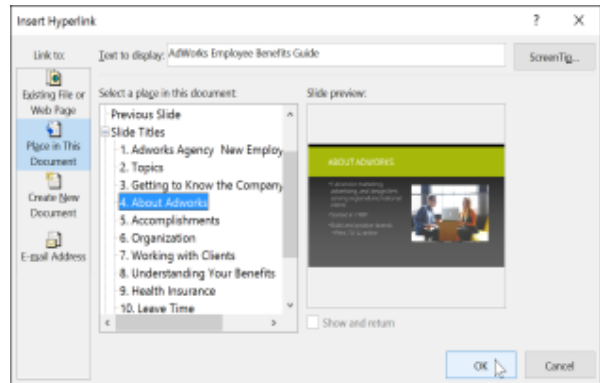 Insert Hyperlink
? X
Link to:
Text to display: AdWorks Employee Benefits Guide
ScreenTip...
Existing File or
Web Page
Place in This
Document
Create New
Document
E-mail Address
Select a place in this document:
Previous Slide
Slide Titles
1. Adworks Agency New Employ
2. Topics
3. Getting to Know the Company
4. About Adworks
5. Accomplishments
6. Organization
7. Working with Clients
8. Understanding Your Benefits
9. Health Insurance
10. Leave Time
Slide preview:
ABOUT ADWORKS
Show and return
OK
Cancel